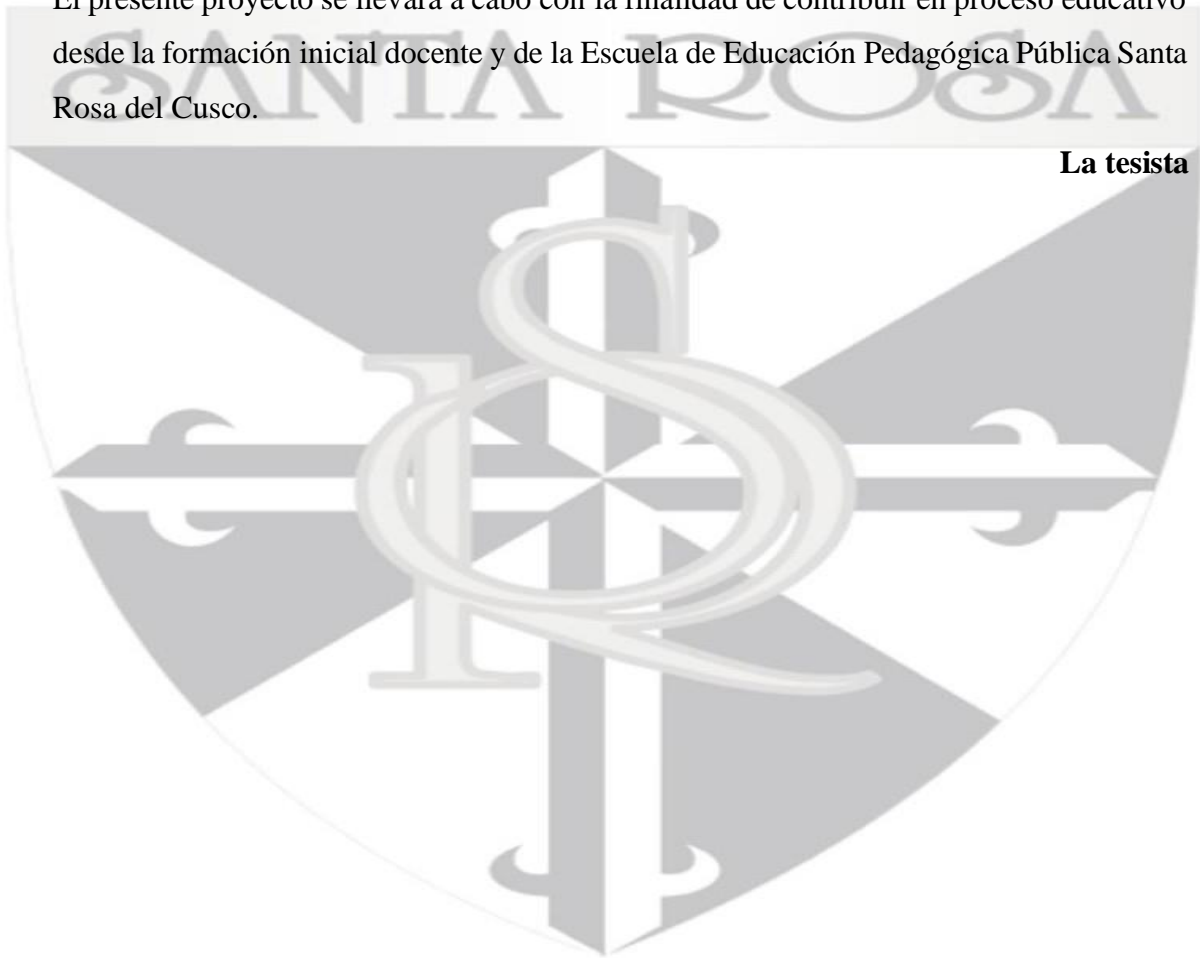 El presente proyecto se llevará a cabo con la finalidad de contribuir en proceso educativo
desde la formación inicial docente y de la Escuela de Educación Pedagógica Pública Santa
Rosa del Cusco.
SANTA ROSA
La tesista
SR